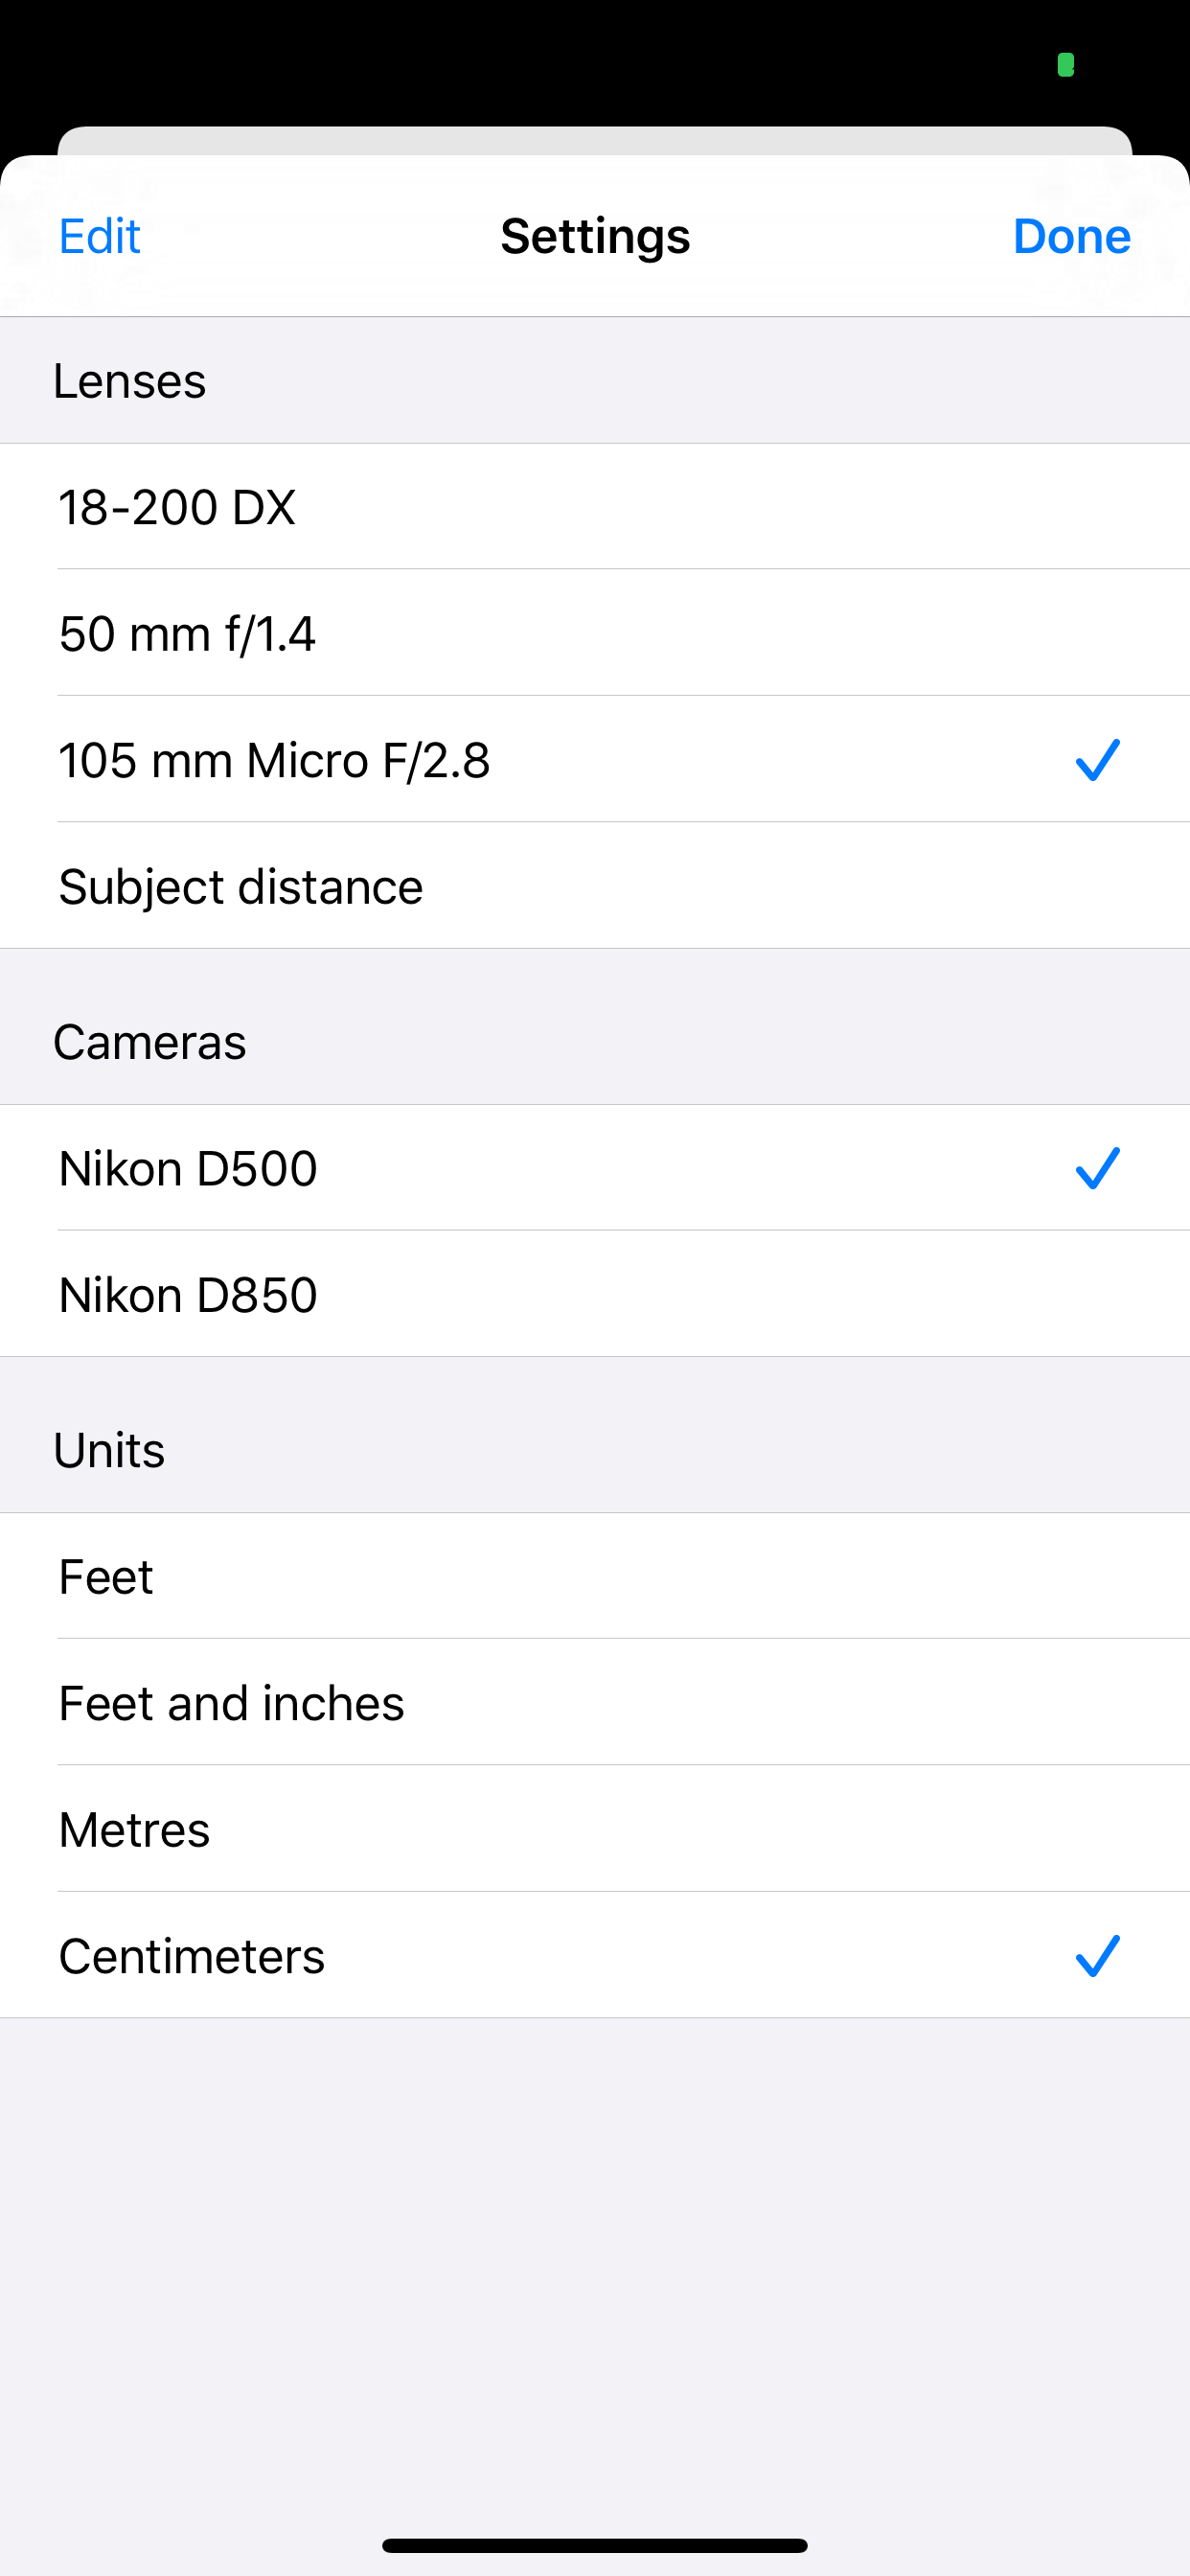 Edit Settings Done
Lenses
18-200 DX
50 mm f/1.4
105 mm Micro F/2.8
Subject distance
Cameras
Nikon D500
Nikon D850
Units
Feet
Feet and inches
Metres
Centimeters